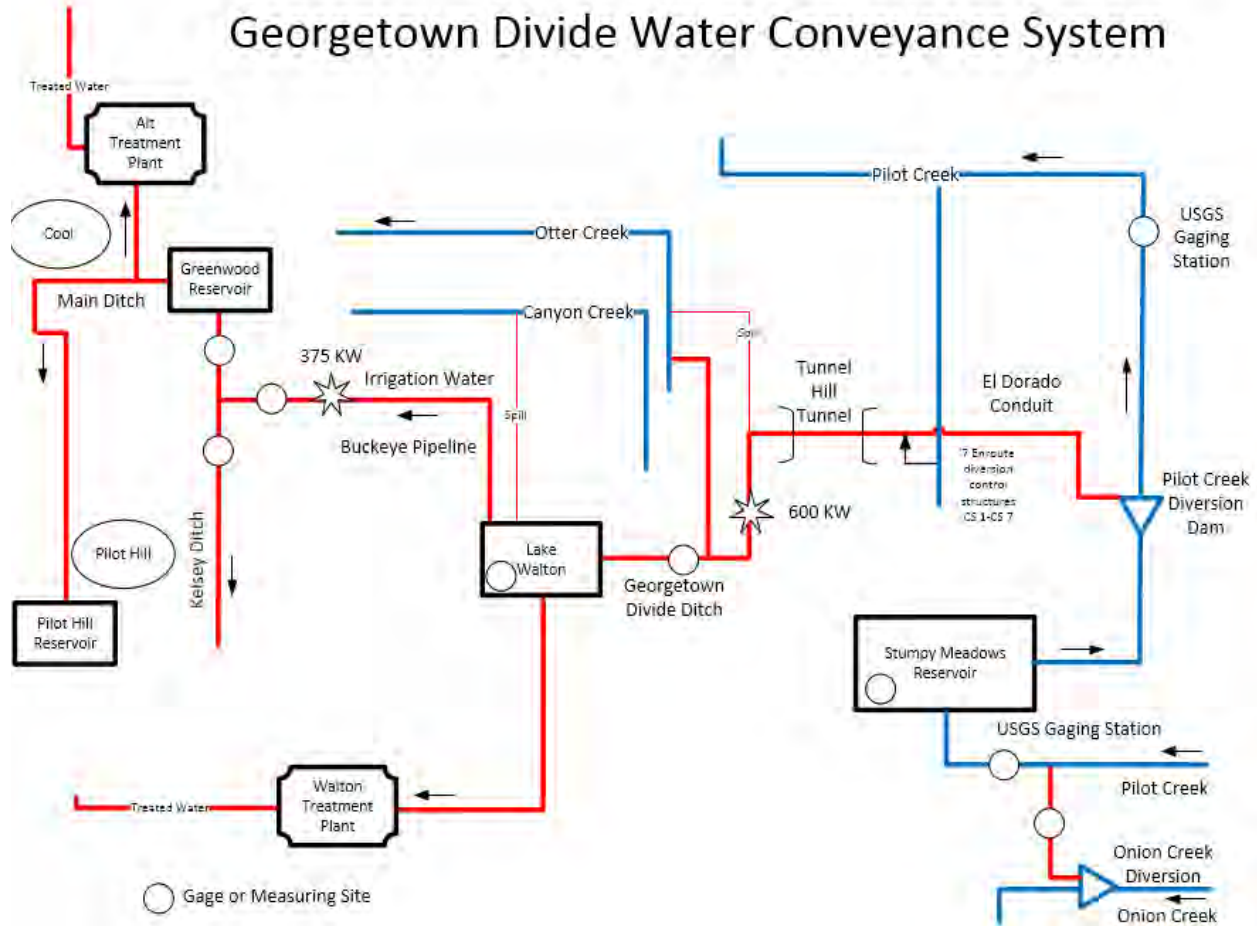 Georgetown Divide Water Conveyance System
Treated Water
Alt
Treatment
Plant
Cool
Greenwood
Reservoir
Main Ditch
375 KW
Irrigation Water
Buckeye Pipeline
Kelsey Ditch
Pilot Hill
Pilot Hill
Reservoir
Otter Creek
Canyon Creek
Spill
Spill
Tunnel
Hill
Tunnel
Pilot Creek
USGS
Gaging
Station
El Dorado
Conduit
7 Enroute
diversion
control
structures
CS 1-CS 7
Pilot Creek
Diversion
Dam
600 KW
Lake
Walton
Georgetown
Divide Ditch
Stumpy Meadows
Reservoir
USGS Gaging Station
Pilot Creek
Onion Creek
Diversion
Onion Creek
Treated Water
Walton
Treatment
Plant
Gage or Measuring Site